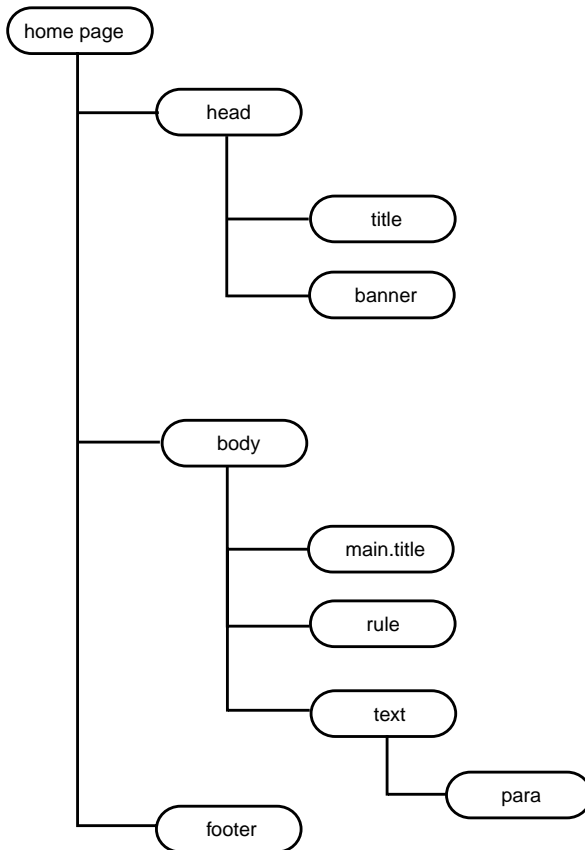 home page
head
title
banner
body
main.title
rule
text
para
footer